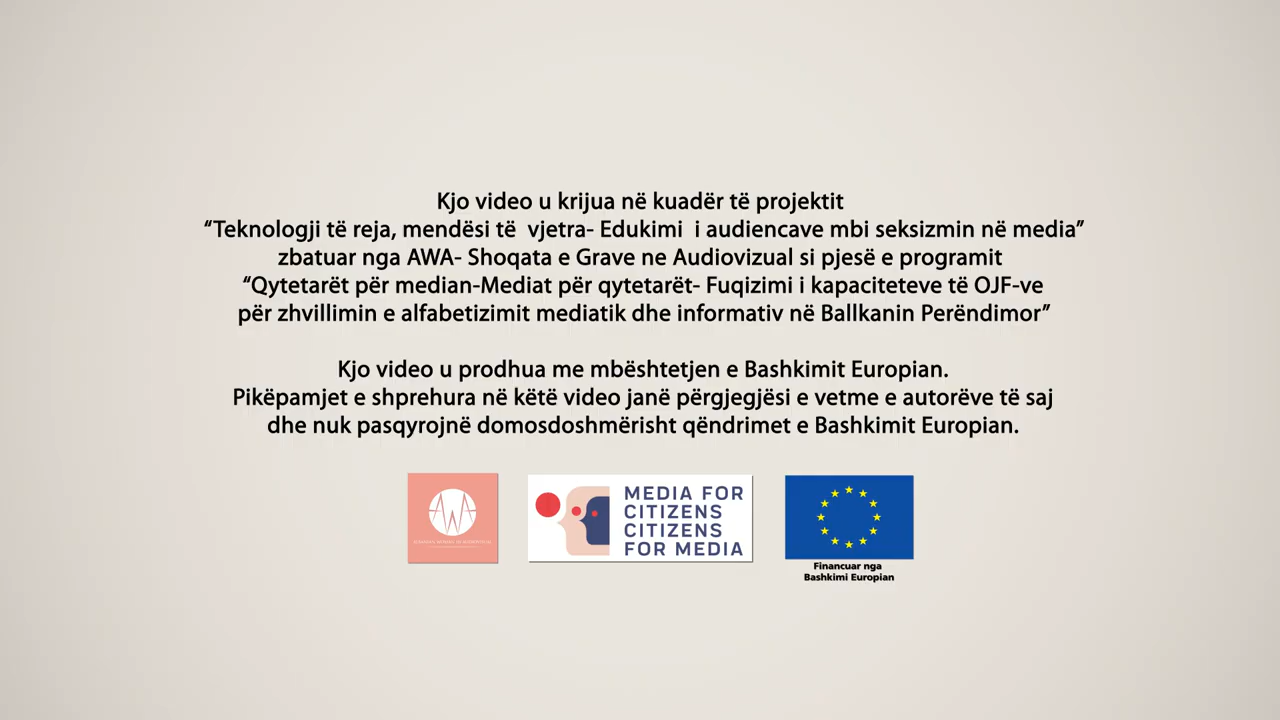 Kjo video u krijua në kuadër të projektit
“Teknologji të reja, mendësi të  vjetra- Edukimi  i audiencave mbi seksizmin në media”
zbatuar nga AWA- Shoqata e Grave ne Audiovizual si pjesë e programit
“Qytetarët për median-Mediat për qytetarët- Fuqizimi i kapaciteteve të OJF-ve
për zhvillimin e alfabetizimit mediatik dhe informativ në Ballkanin Perëndimor”
Kjo video u prodhua me mbështetjen e Bashkimit Europian.
Pikëpamjet e shprehura në këtë video janë përgjegjësi e vetme e autorëve të saj
dhe nuk pasqyrojnë domosdoshmërisht qëndrimet e Bashkimit Europian.
AWA
MEDIA FOR
CITIZENS
CITIZENS
FOR MEDIA
Financuar nga
Bashkimi Europian